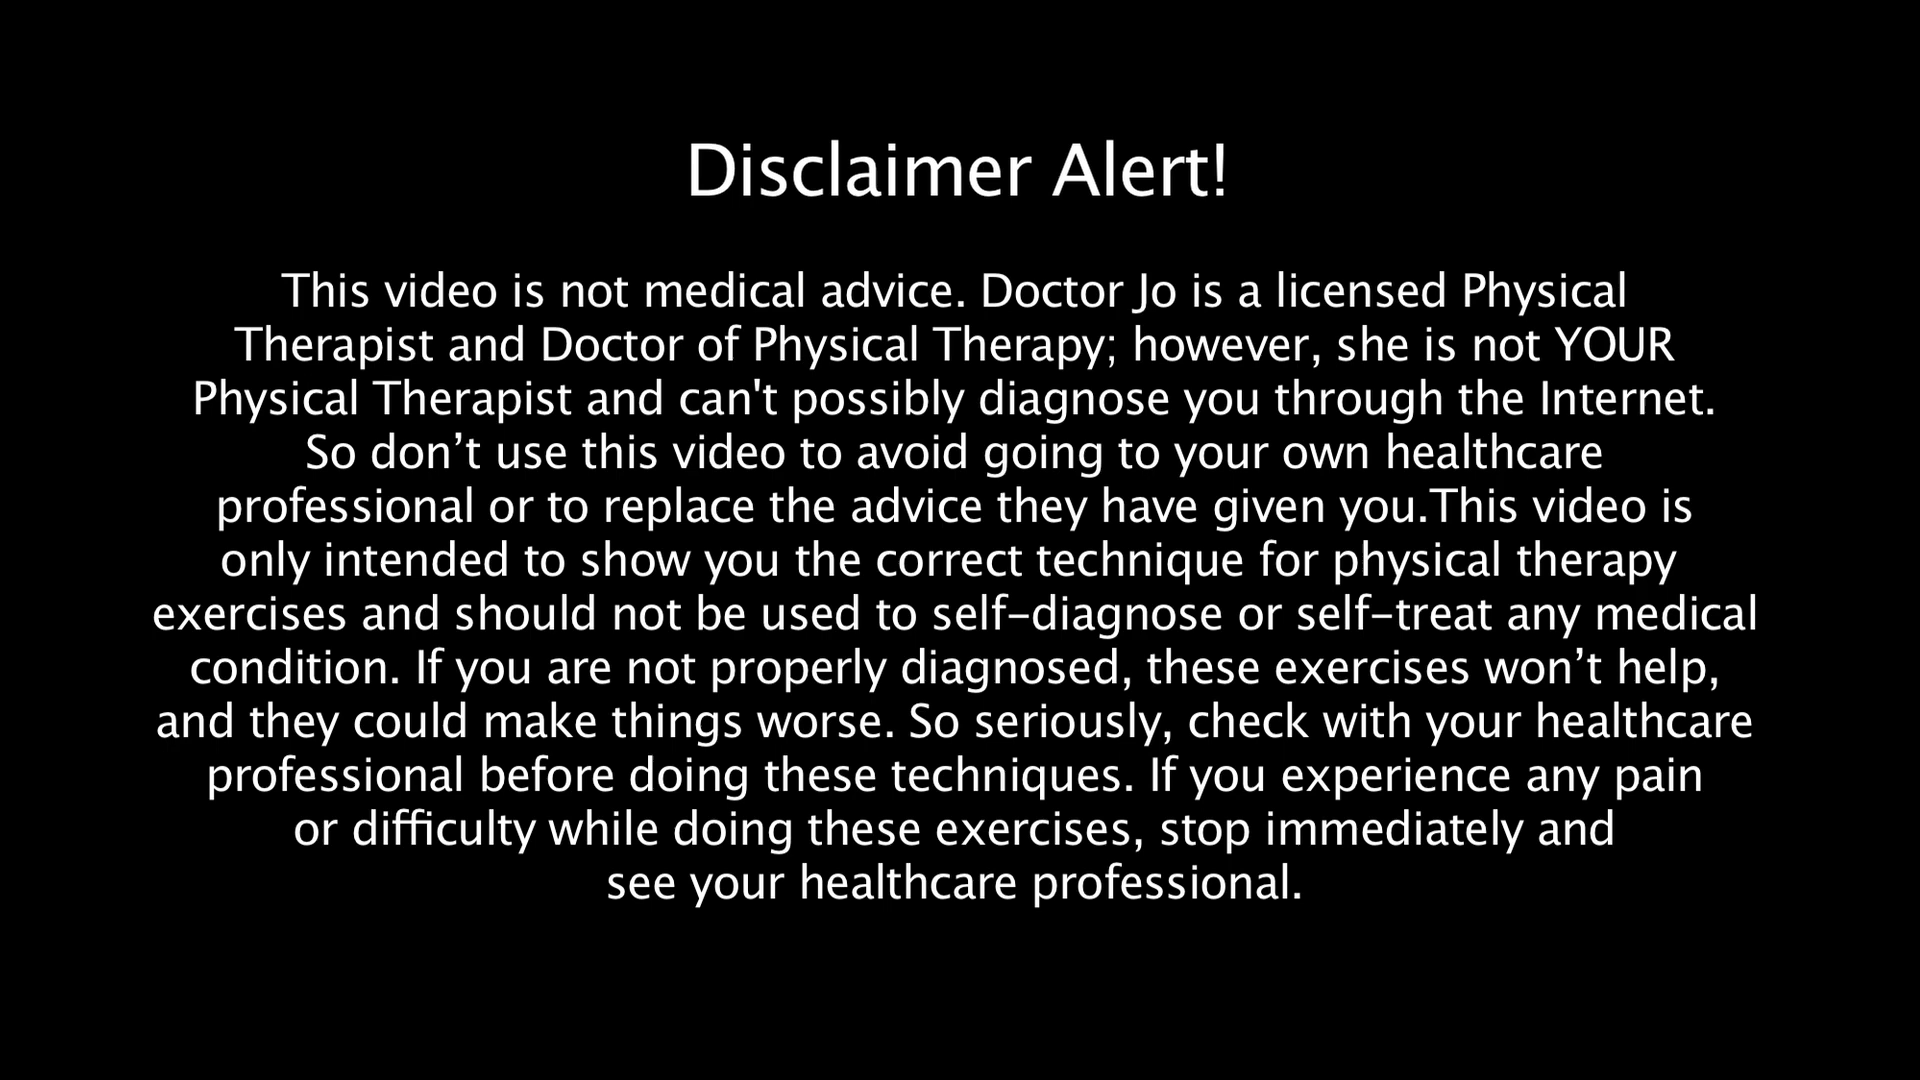 Disclaimer Alert!
This video is not medical advice. Doctor Jo is a licensed Physical
Therapist and Doctor of Physical Therapy; however, she is not YOUR
Physical Therapist and can't possibly diagnose you through the Internet.
So don’t use this video to avoid going to your own healthcare
professional or to replace the advice they have given you.This video is
only intended to show you the correct technique for physical therapy
exercises and should not be used to self–diagnose or self–treat any medical
condition. If you are not properly diagnosed, these exercises won’t help,
and they could make things worse. So seriously, check with your healthcare
professional before doing these techniques. If you experience any pain
or difficulty while doing these exercises, stop immediately and
see your healthcare professional.